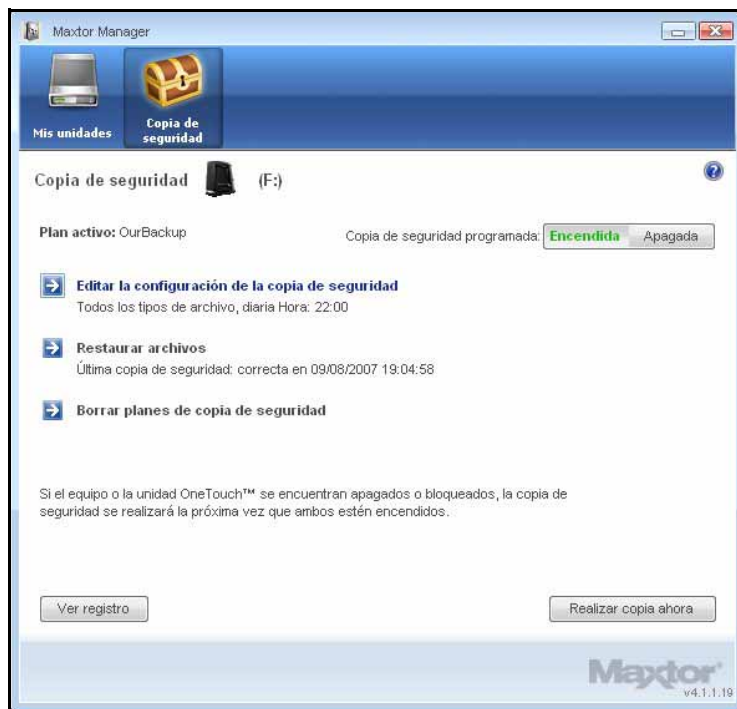 Maxtor Manager
Mis unidades
Copia de
seguridad
Copia de seguridad (F:)
Plan activo: OurBackup
Copia de seguridad programada: Encendida Apagada
Editar la configuración de la copia de seguridad
Todos los tipos de archivo, diaria Hora: 22:00
Restaurar archivos
Última copia de seguridad: correcta en 09/08/2007 19:04:58
Borrar planes de copia de seguridad
Si el equipo o la unidad OneTouch™ se encuentran apagados o bloqueados, la copia de
seguridad se realizará la próxima vez que ambos estén encendidos.
Ver registro
Realizar copia ahora
Maxtor
v4.1.1.19